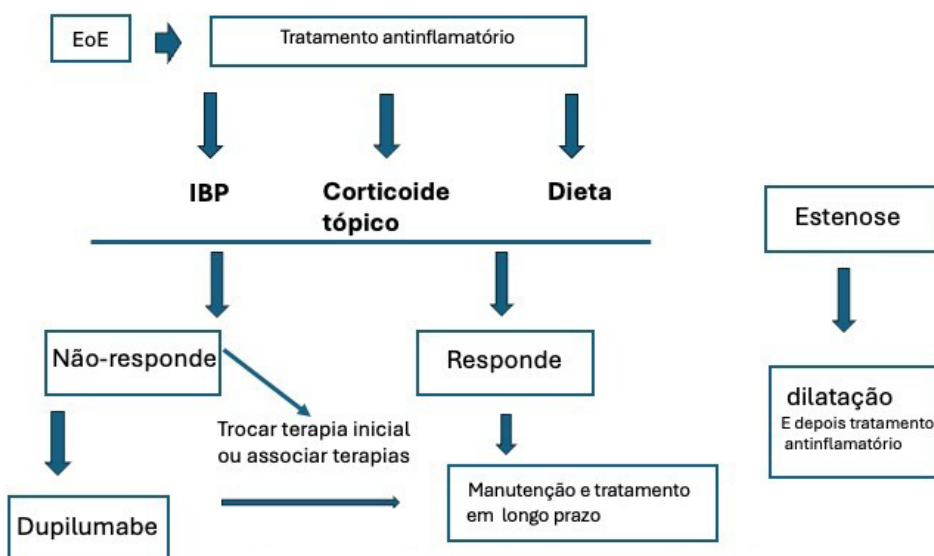 EoE
Tratamento antinflamatório
IBP
Corticoide
tópico
Dieta
Estenose
Não-responde
Responde
dilatação
E depois tratamento
antinflamatório
Trocar terapia inicial
ou associar terapias
Manutenção e tratamento
em longo prazo
Dupilumabe